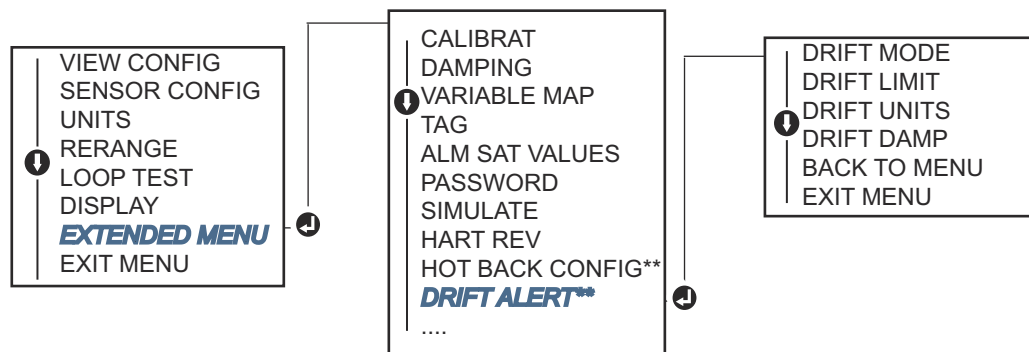 VIEW CONFIG
SENSOR CONFIG
UNITS
RERANGE
LOOP TEST
DISPLAY
EXTENDED MENU
EXIT MENU
CALIBRAT
DAMPING
VARIABLE MAP
TAG
ALM SAT VALUES
PASSWORD
SIMULATE
HART REV
HOT BACK CONFIG**
DRIFT ALERT**
....
DRIFT MODE
DRIFT LIMIT
DRIFT UNITS
DRIFT DAMP
BACK TO MENU
EXIT MENU